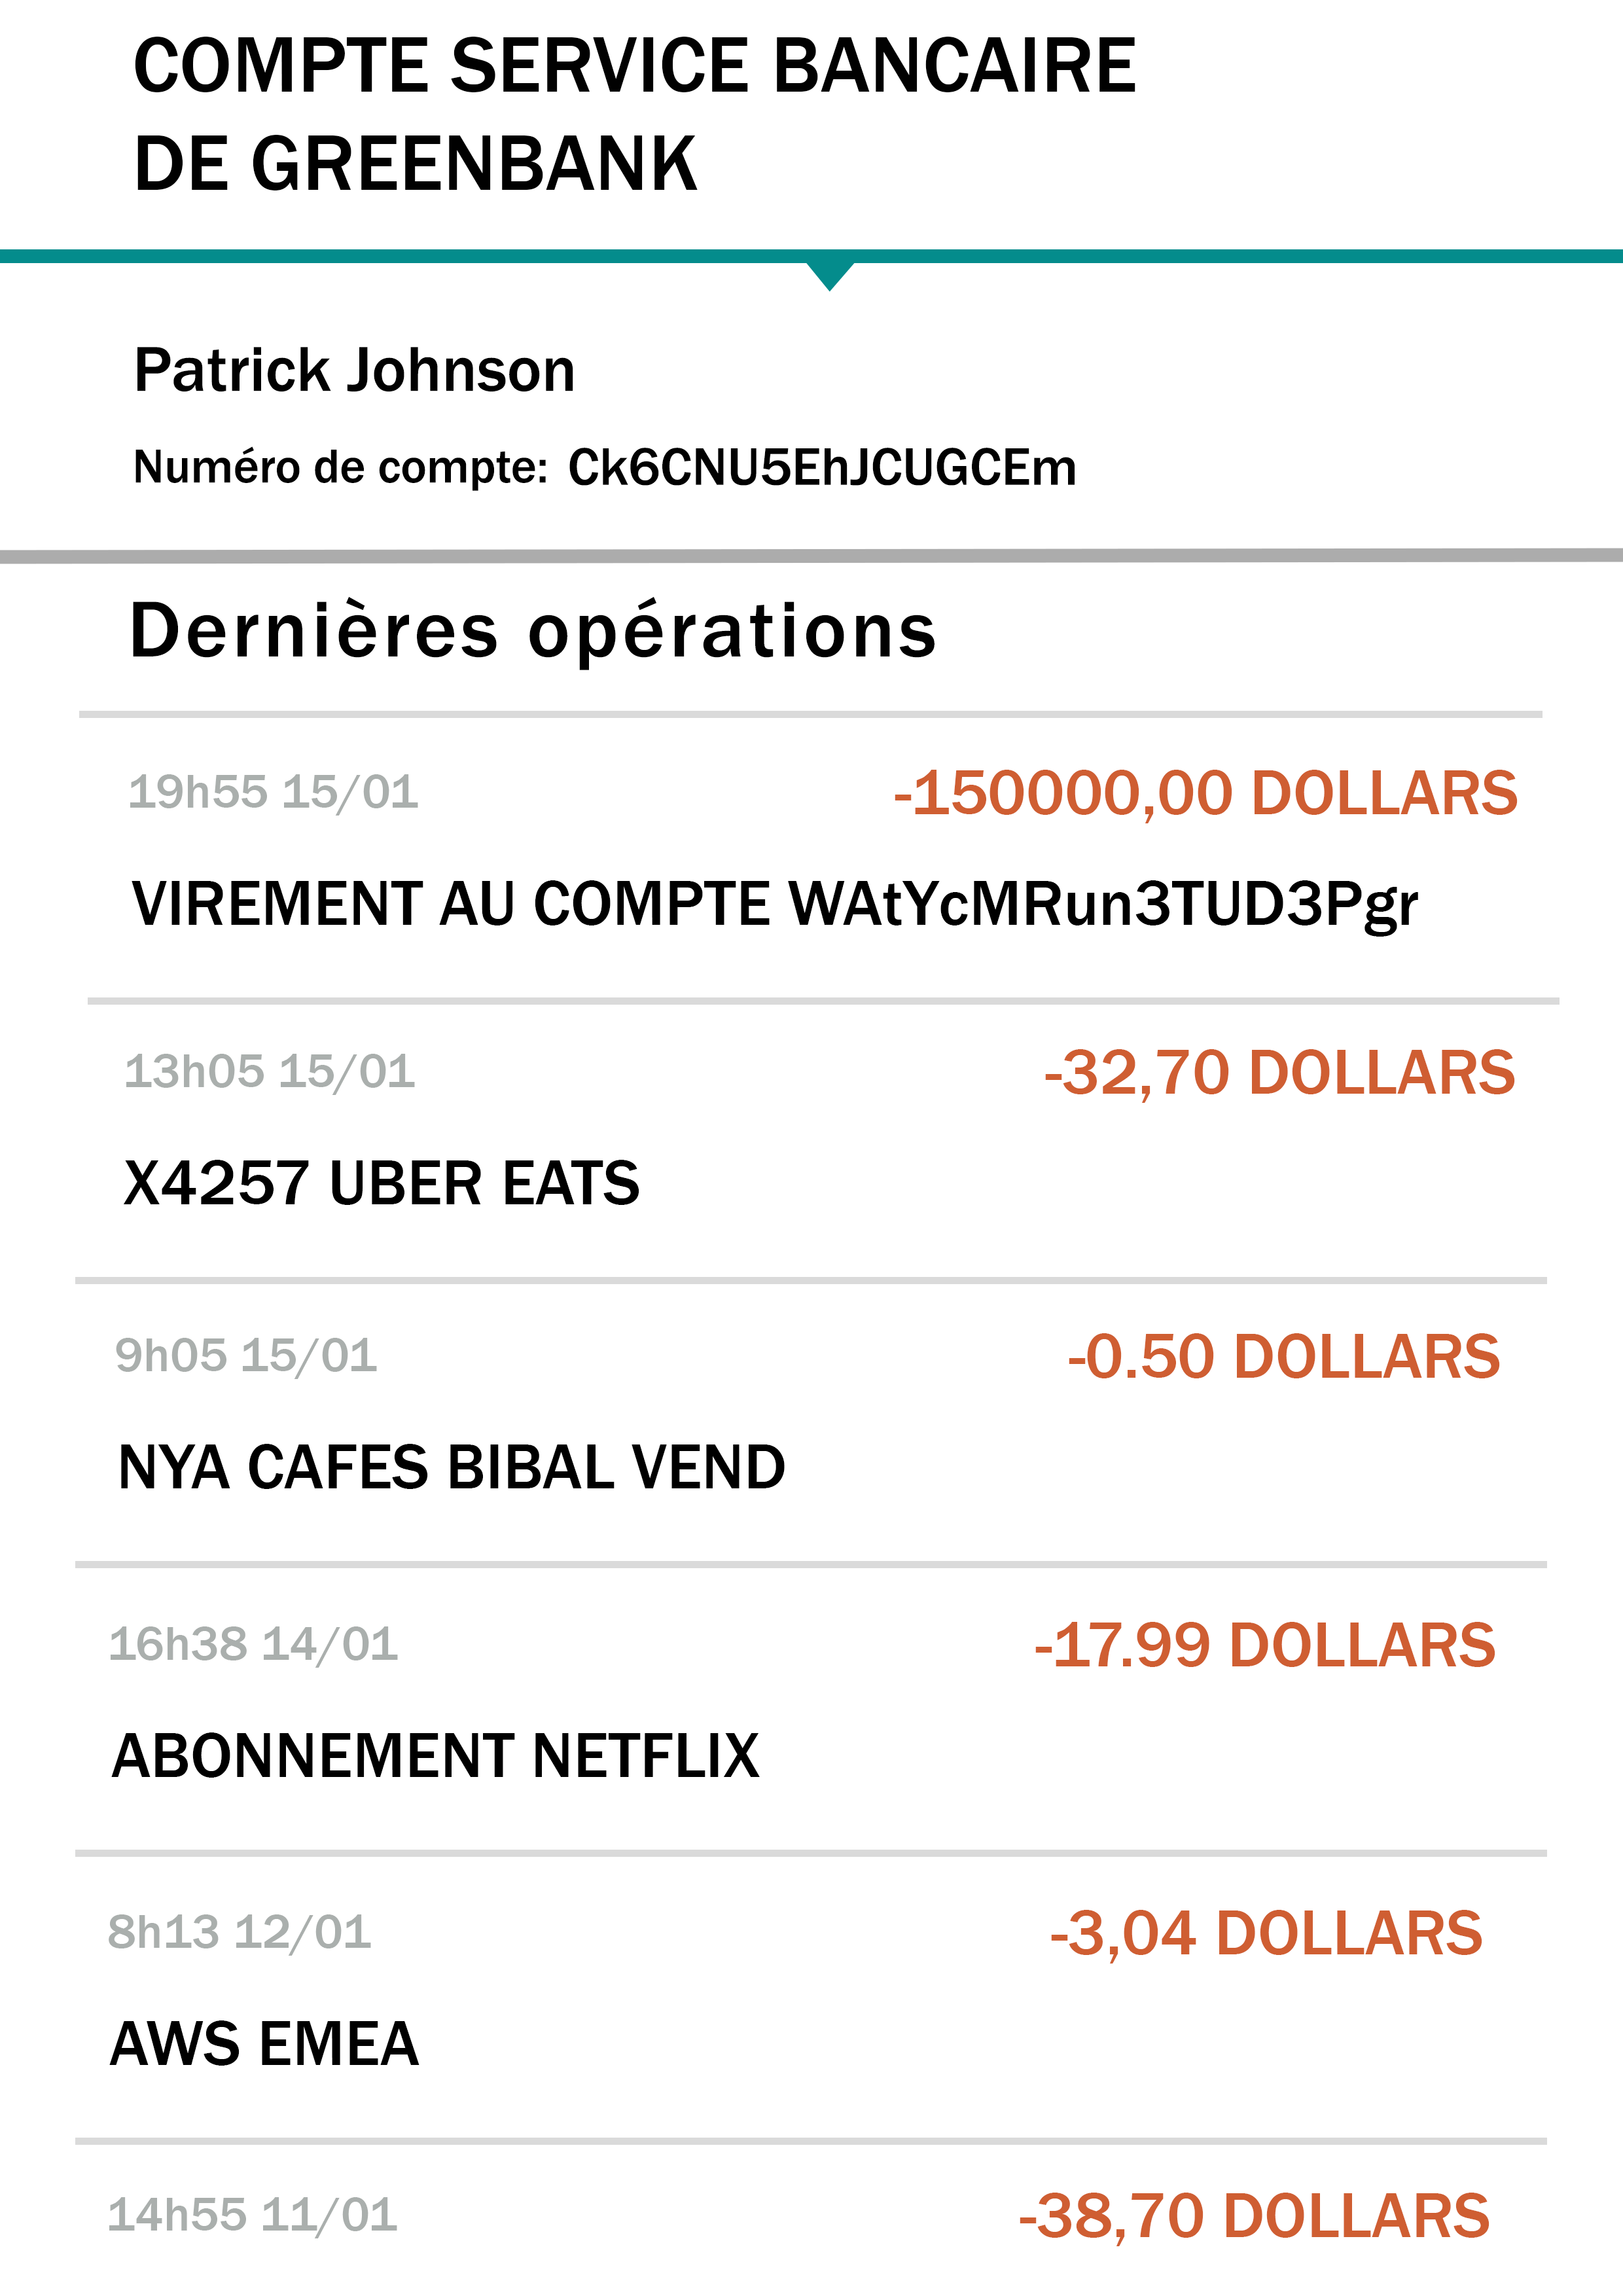 COMPTE SERVICE BANCAIRE
DE GREENBANK
Patrick Johnson
Numéro de compte: Ck6CNU5EhJCUGCEm
Dernières opérations
19h55 15/01 -150000,00 DOLLARS
VIREMENT AU COMPTE WAtYcMRun3TUD3Pgr
13h05 15/01 -32,70 DOLLARS
X4257 UBER EATS
9h05 15/01 -0.50 DOLLARS
NYA CAFES BIBAL VEND
16h38 14/01 -17.99 DOLLARS
ABONNEMENT NETFLIX
8h13 12/01 -3,04 DOLLARS
AWS EMEA
14h55 11/01 -38,70 DOLLARS